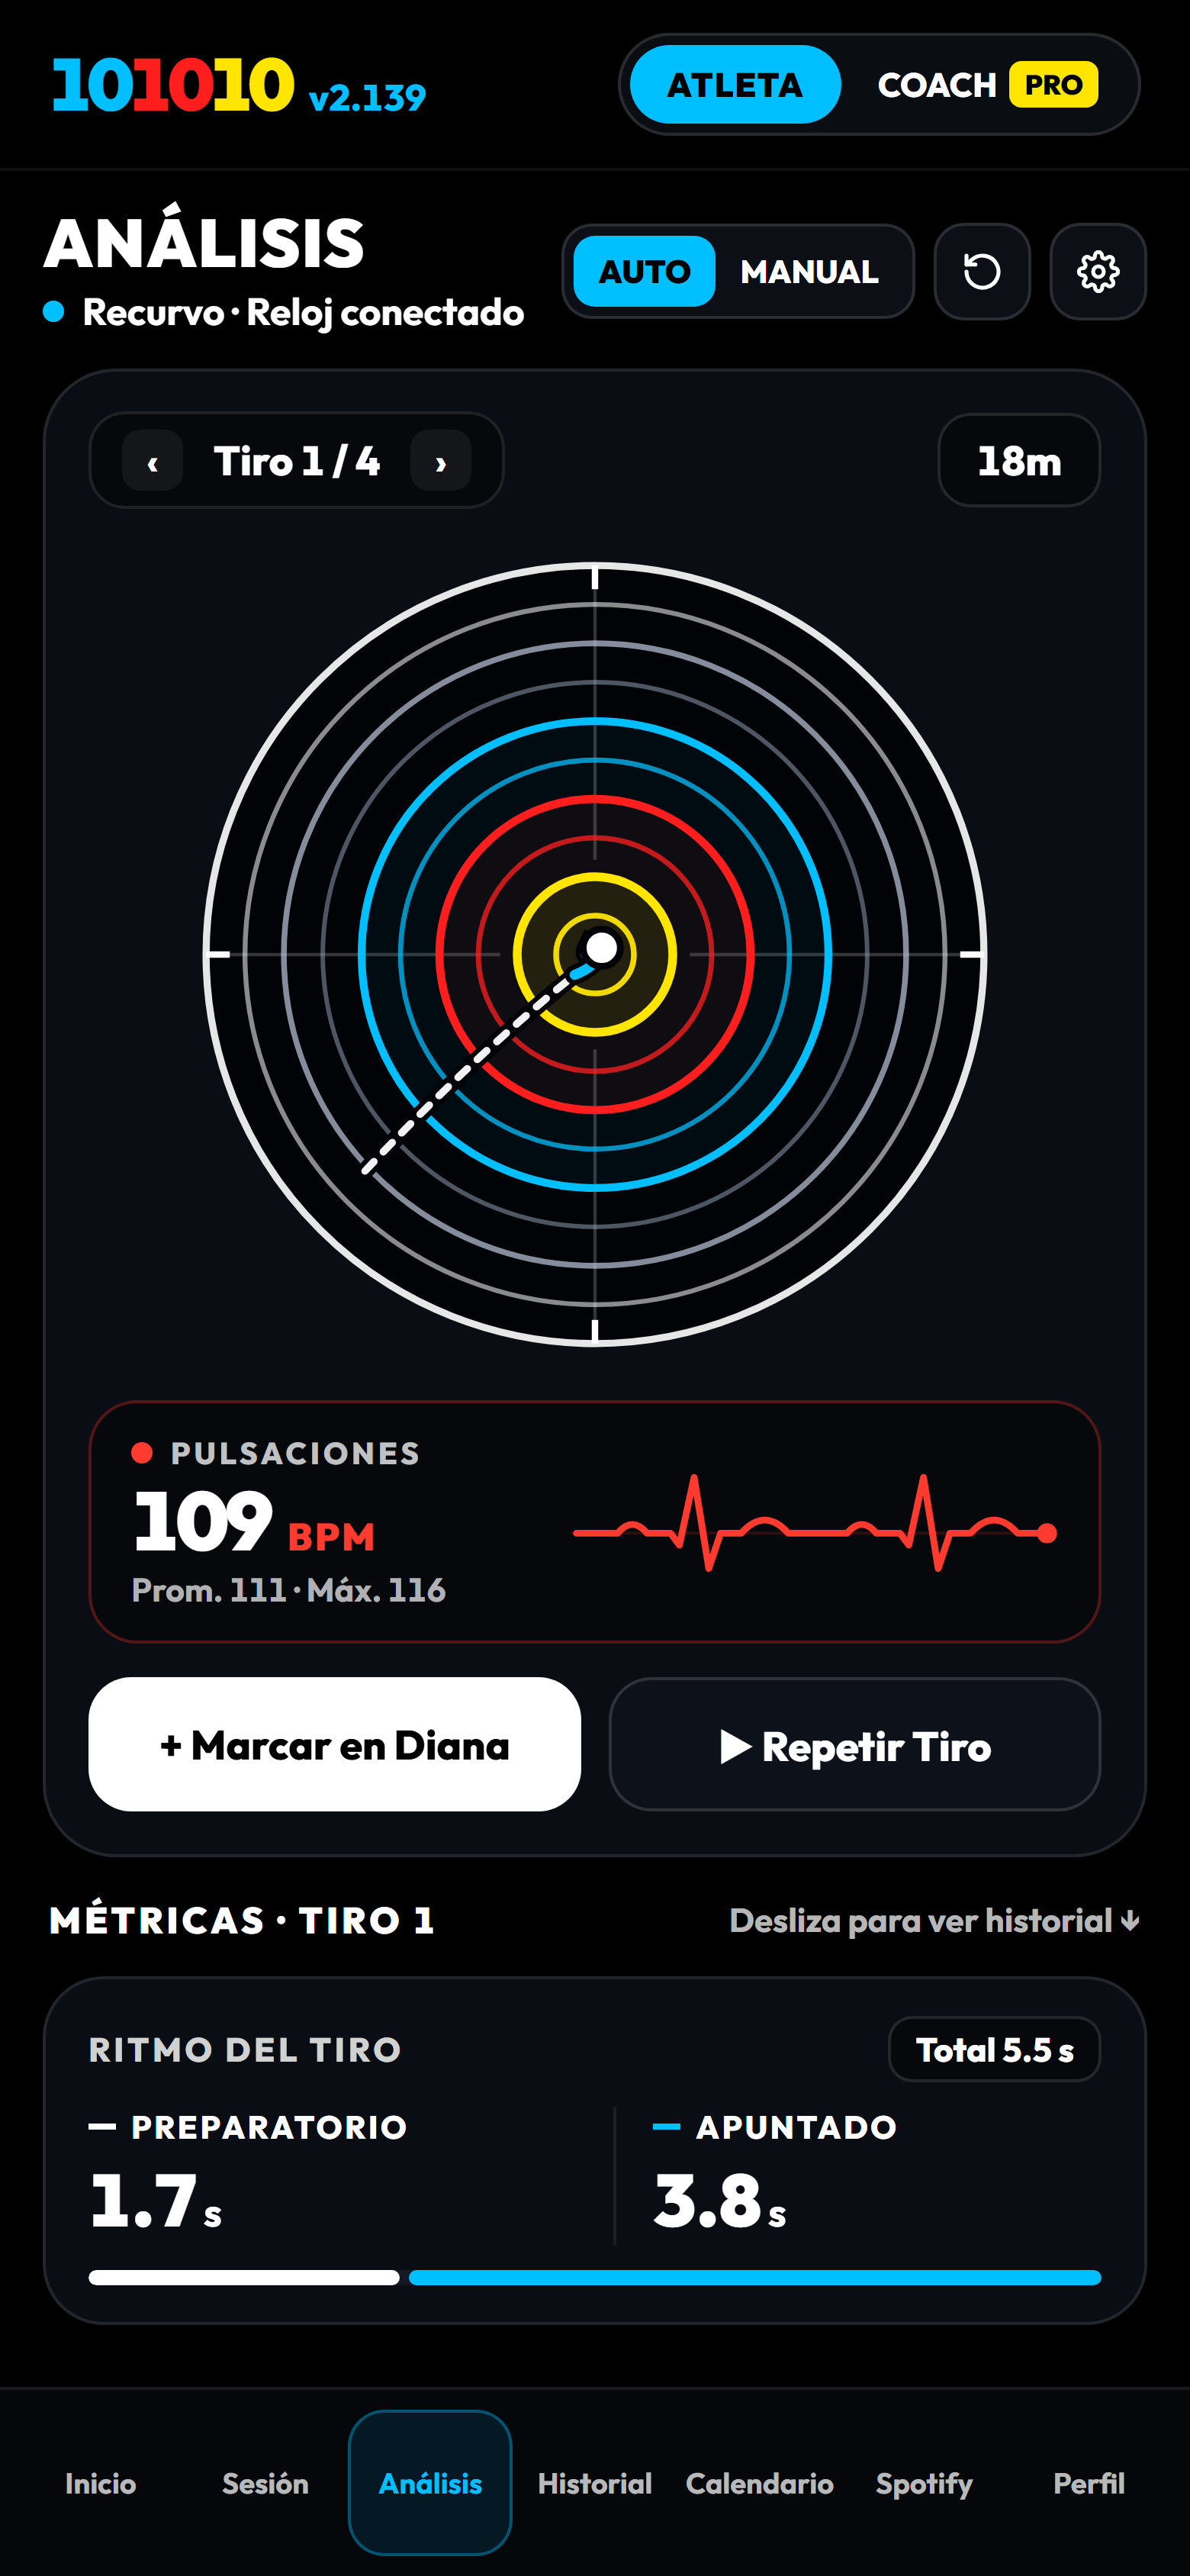 101010 v2.139
ATLETA COACH PRO
ANÁLISIS
AUTO MANUAL
Recurvo · Reloj conectado
‹ Tiro 1 / 4 ›
18m
PULSACIONES
109 BPM
Prom. 111 · Máx. 116
+ Marcar en Diana
▶ Repetir Tiro
MÉTRICAS · TIRO 1
Desliza para ver historial ↓
RITMO DEL TIRO
Total 5.5 s
PREPARATORIO
1.7 s
APUNTADO
3.8 s
Inicio Sesión Análisis Historial Calendario Spotify Perfil